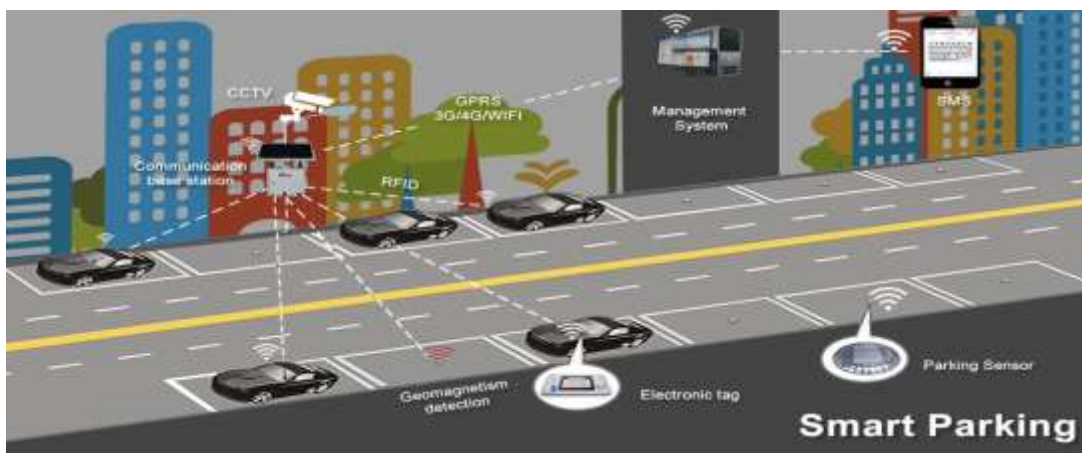 CCTV
GPRS
3G/4G/WIFI
Management
System
SMS
Communication
base station
RFID
Geomagnetism
detection
Electronic tag
Parking Sensor
Smart Parking